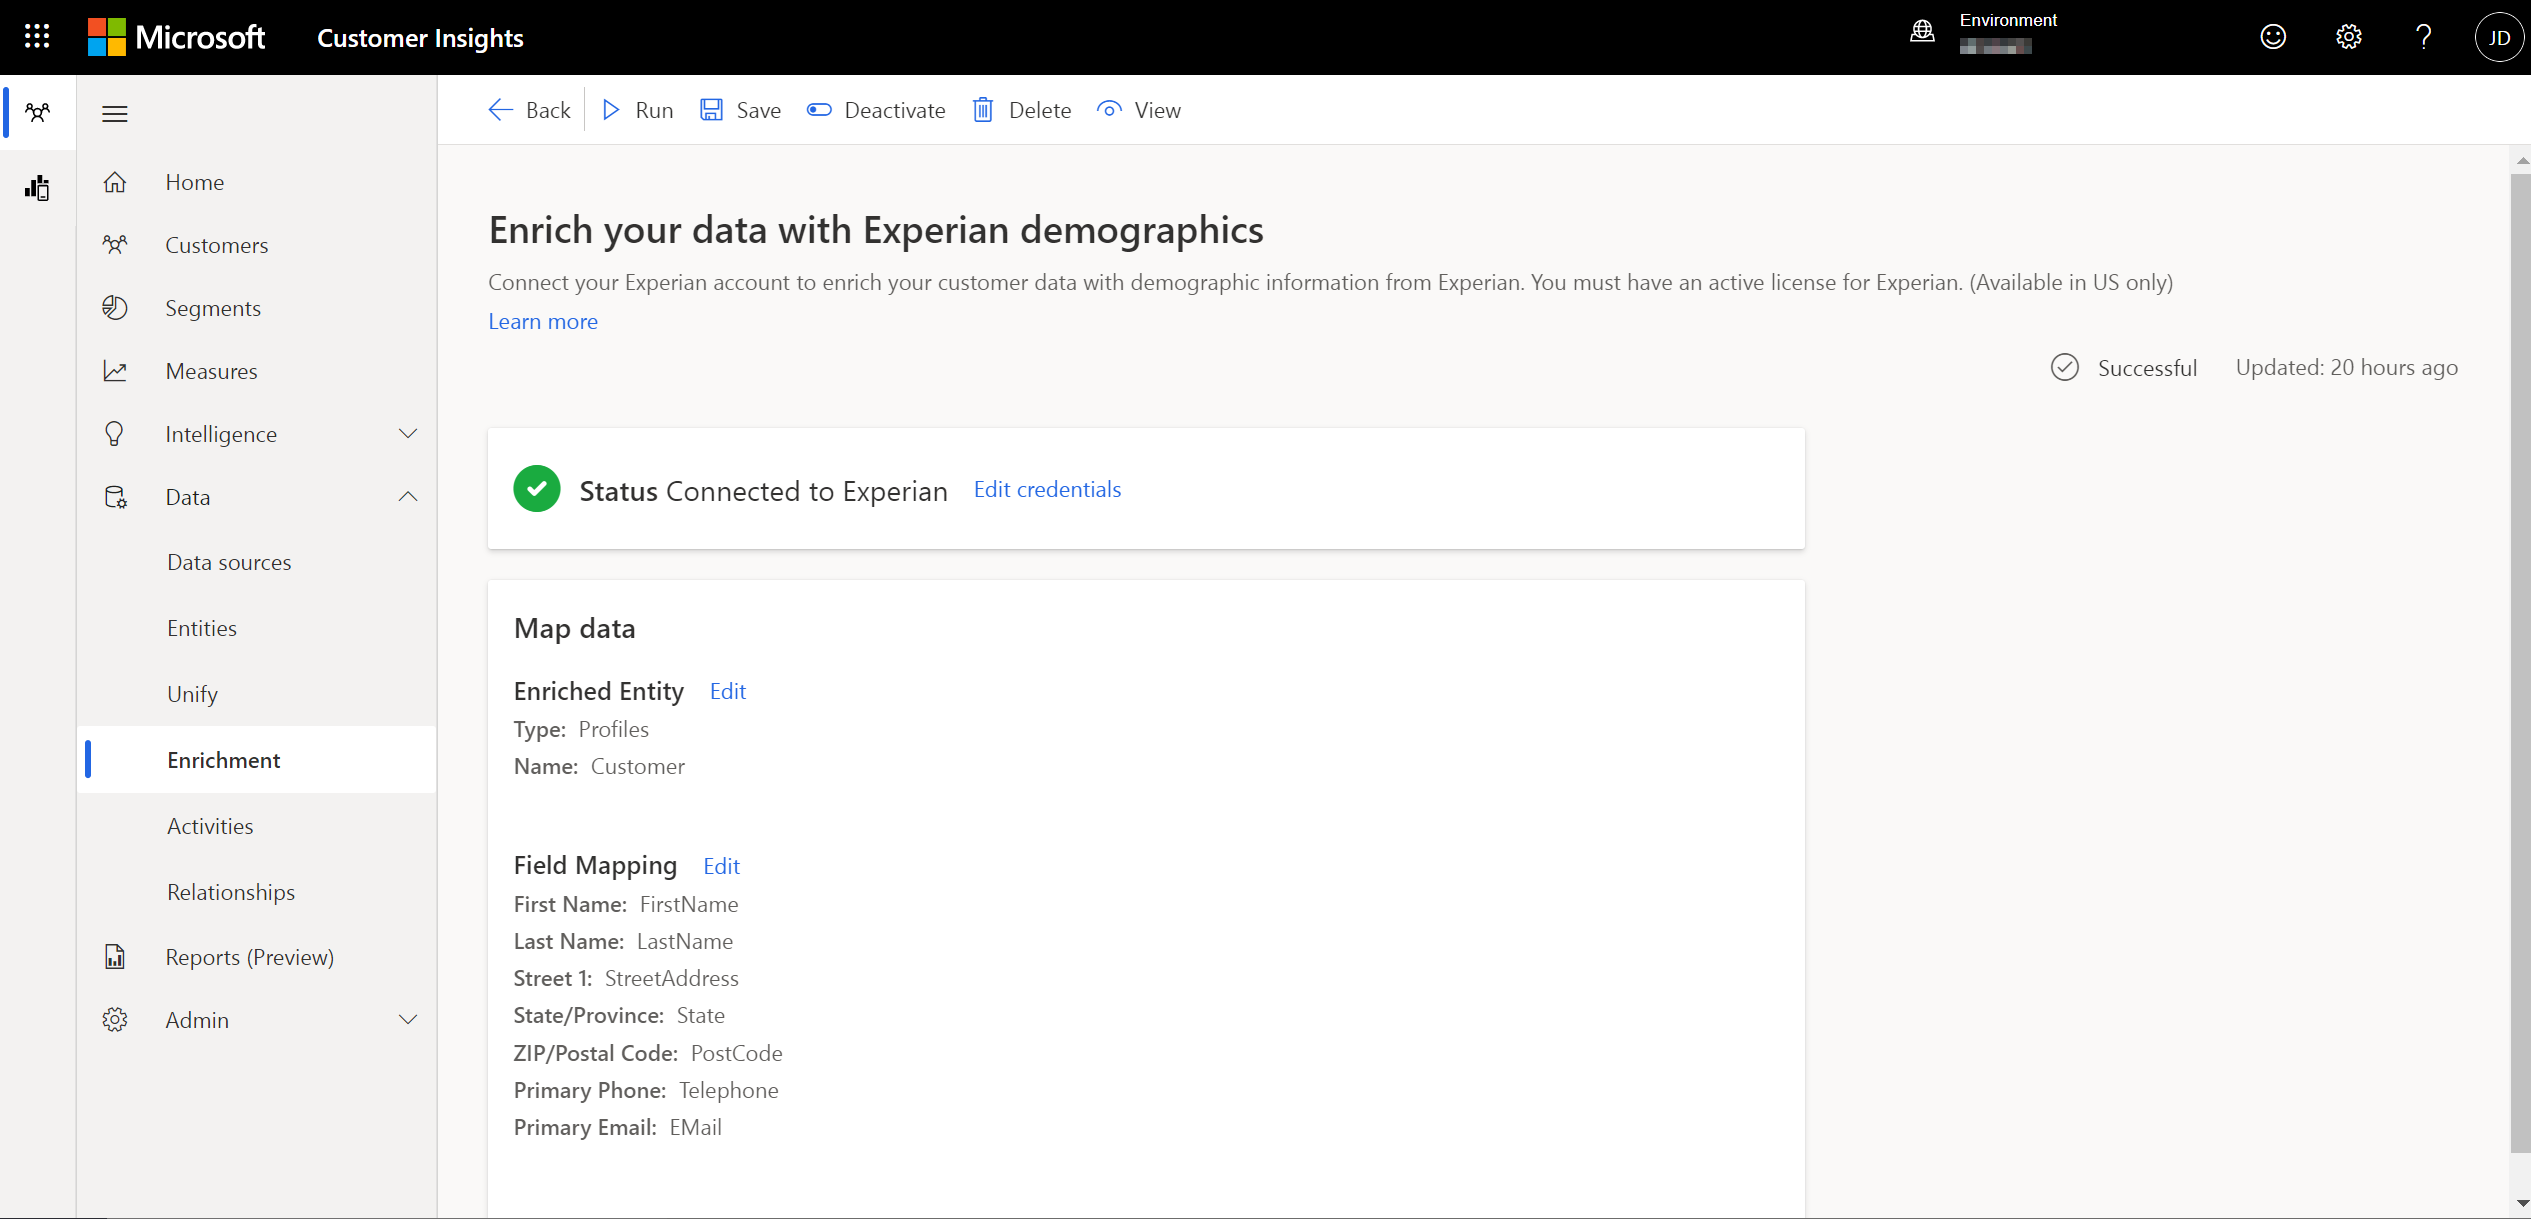 Microsoft Customer Insights
Environment
JD
Back Run Save Deactivate Delete View
Home
Customers
Segments
Measures
Intelligence
Data
Data sources
Entities
Unify
Enrichment
Activities
Relationships
Reports (Preview)
Admin
Enrich your data with Experian demographics
Connect your Experian account to enrich your customer data with demographic information from Experian. You must have an active license for Experian. (Available in US only)
Learn more
Successful Updated: 20 hours ago
Status Connected to Experian Edit credentials
Map data
Enriched Entity Edit
Type: Profiles
Name: Customer
Field Mapping Edit
First Name: FirstName
Last Name: LastName
Street 1: StreetAddress
State/Province: State
ZIP/Postal Code: PostCode
Primary Phone: Telephone
Primary Email: EMail